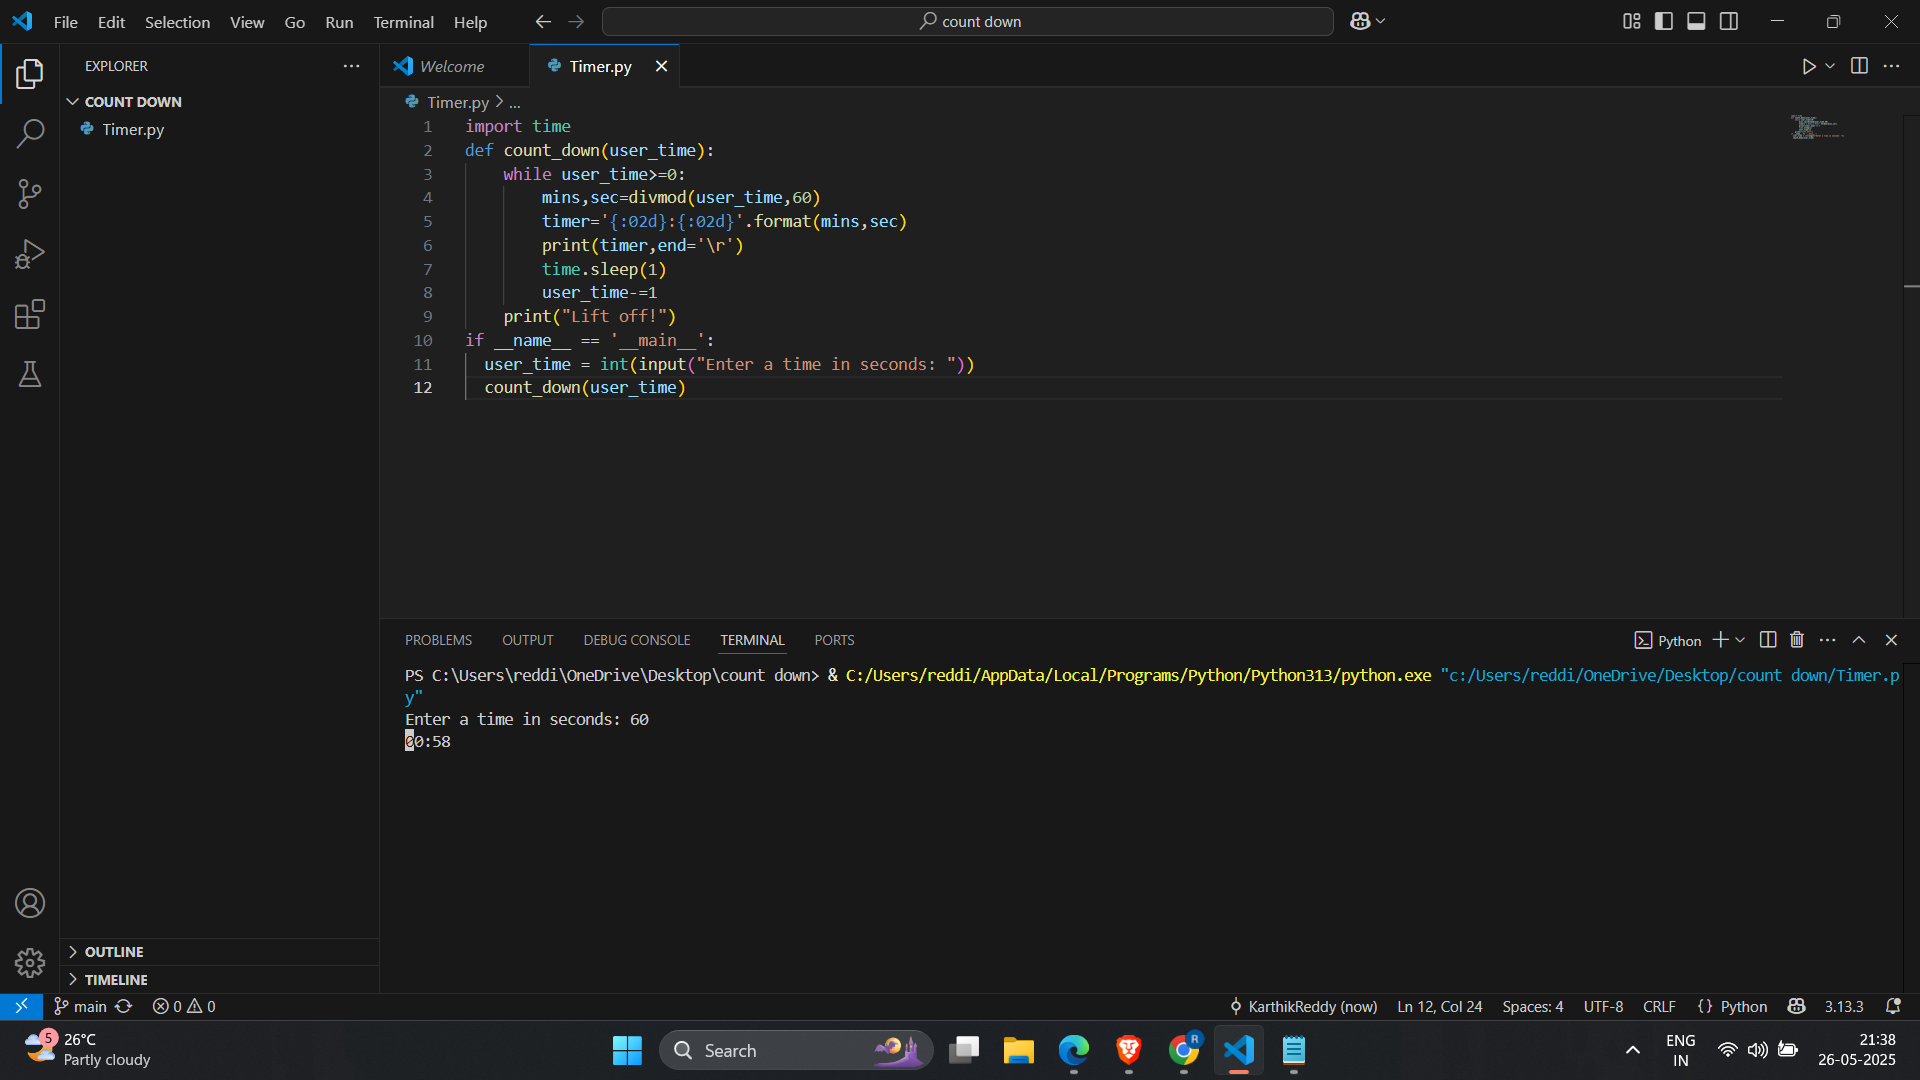 File Edit Selection View Go Run Terminal Help
count down
EXPLORER
COUNT DOWN
Timer.py
OUTLINE
TIMELINE
Welcome
Timer.py
Timer.py > ...
1 import time
2 def count_down(user_time):
3     while user_time>=0:
4         mins,sec=divmod(user_time,60)
5         timer='{:02d}:{:02d}'.format(mins,sec)
6         print(timer,end='\r')
7         time.sleep(1)
8         user_time-=1
9     print("Lift off!")
10 if __name__ == '__main__':
11   user_time = int(input("Enter a time in seconds: "))
12   count_down(user_time)
PROBLEMS OUTPUT DEBUG CONSOLE TERMINAL PORTS
Python
PS C:\Users\reddi\OneDrive\Desktop\count down> & C:/Users/reddi/AppData/Local/Programs/Python/Python313/python.exe "c:/Users/reddi/OneDrive/Desktop/count down/Timer.p
y"
Enter a time in seconds: 60
00:58
main 0 0
KarthikReddy (now) Ln 12, Col 24 Spaces: 4 UTF-8 CRLF {} Python 3.13.3
5
26°C
Partly cloudy
Search
R
ENG
IN
21:38
26-05-2025